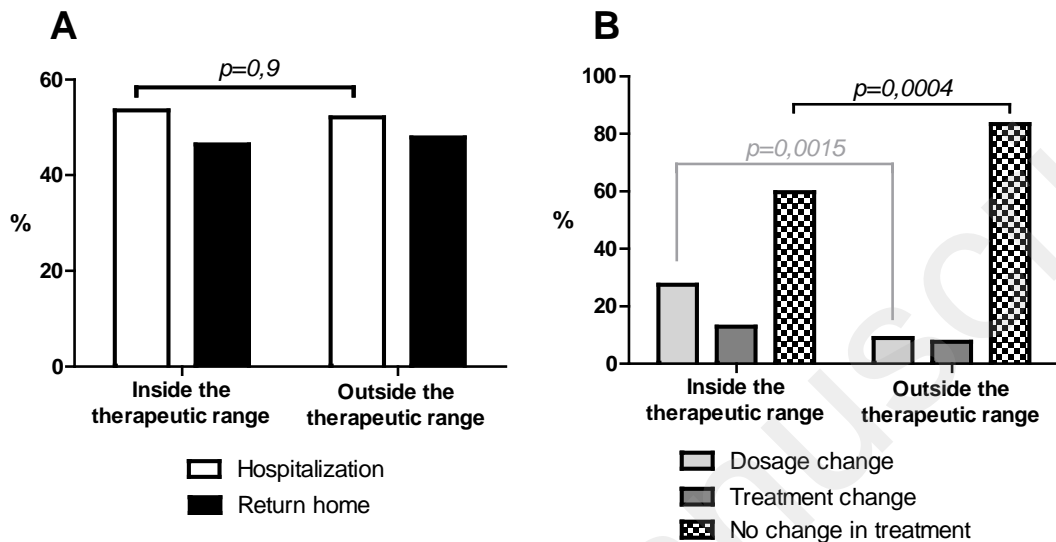 A
p=0,9
60
40
%
20
0
Inside the
therapeutic range
Outside the
therapeutic range
Hospitalization
Return home
B
100
p=0,0004
80
p=0,0015
60
%
40
20
0
Inside the
therapeutic range
Outside the
therapeutic range
Dosage change
Treatment change
No change in treatment